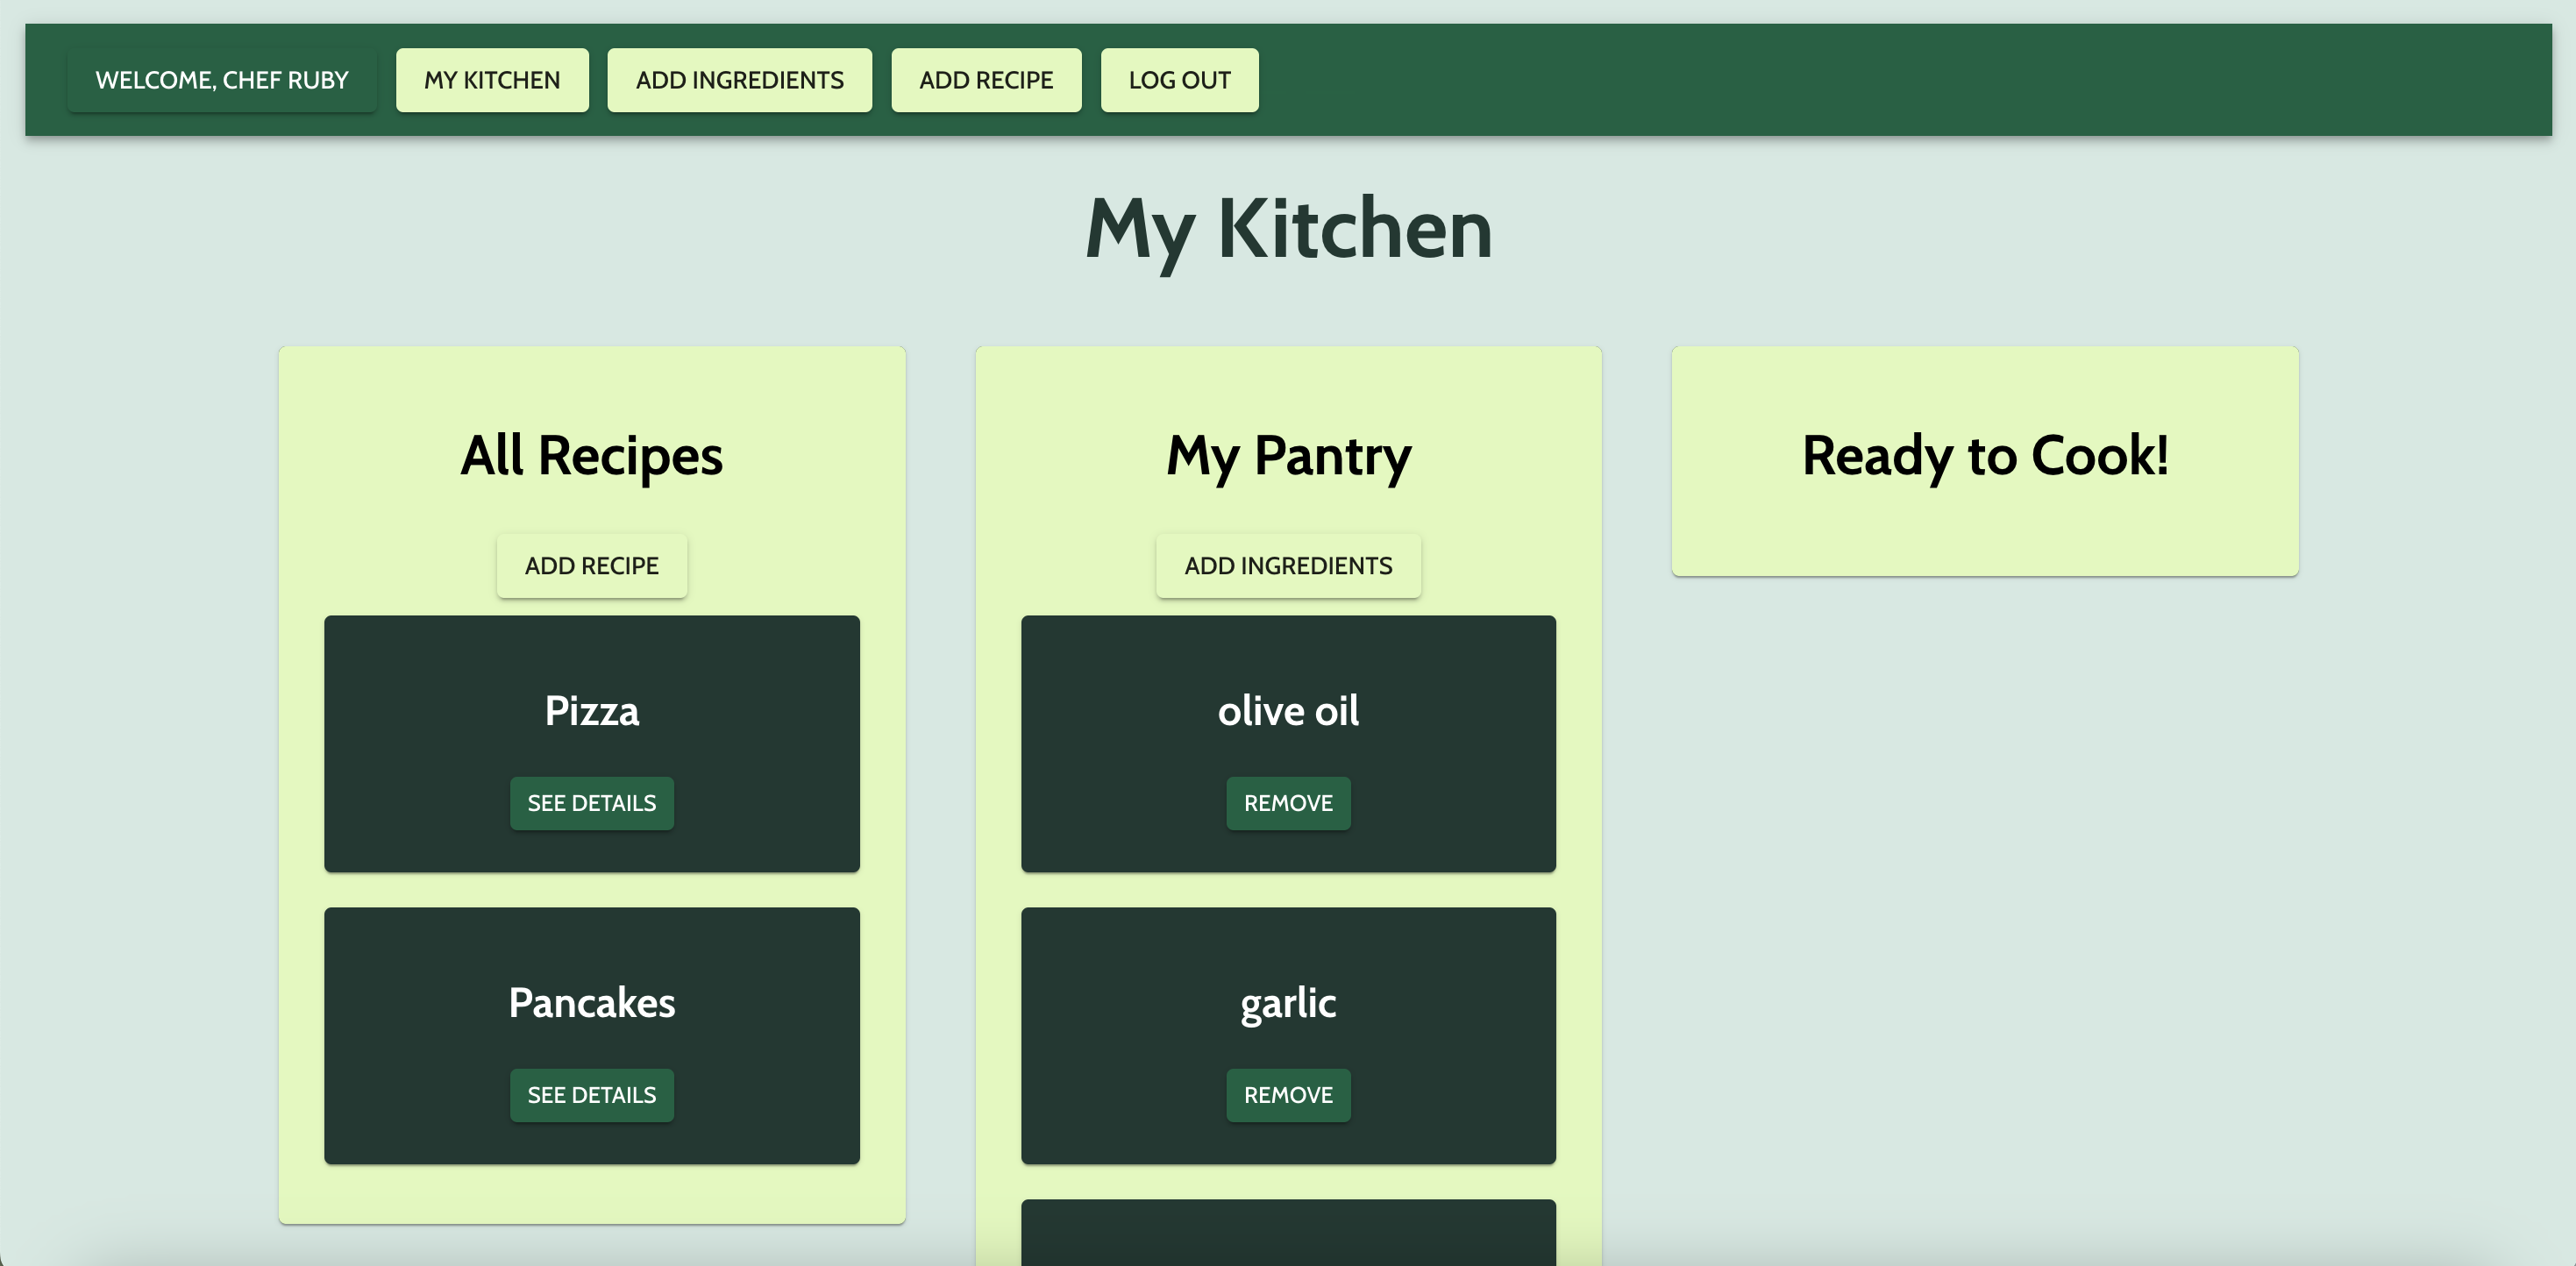 WELCOME, CHEF RUBY
MY KITCHEN
ADD INGREDIENTS
ADD RECIPE
LOG OUT
My Kitchen
All Recipes
ADD RECIPE
Pizza
SEE DETAILS
Pancakes
SEE DETAILS
My Pantry
ADD INGREDIENTS
olive oil
REMOVE
garlic
REMOVE
Ready to Cook!